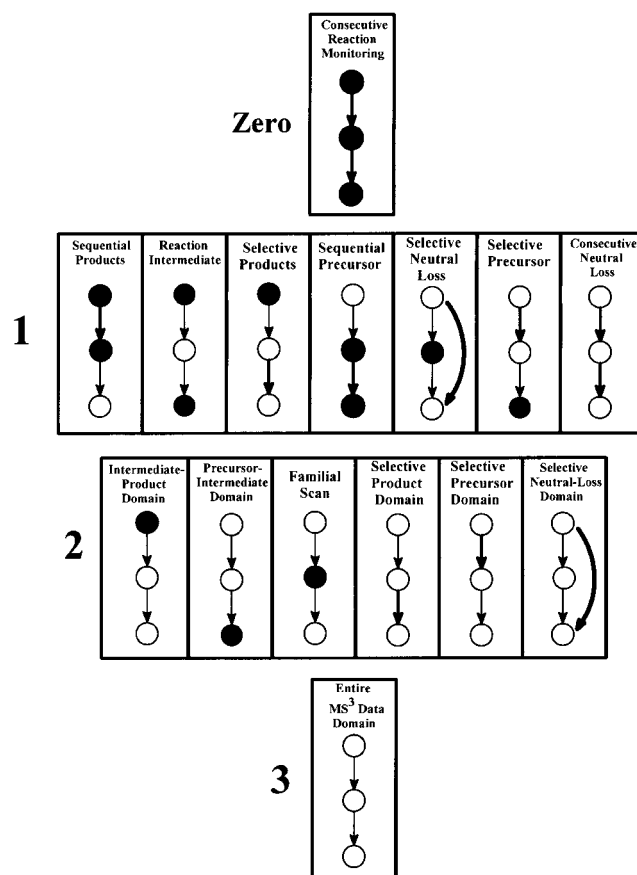 Consecutive
Reaction
Monitoring
Zero
Sequential
Products
Reaction
Intermediate
Selective
Products
Sequential
Precursor
Selective
Neutral
Loss
Selective
Precursor
Consecutive
Neutral
Loss
1
Intermediate-
Product
Domain
Precursor-
Intermediate
Domain
Familial
Scan
Selective
Product
Domain
Selective
Precursor
Domain
Selective
Neutral-Loss
Domain
2
Entire
MS³ Data
Domain
3